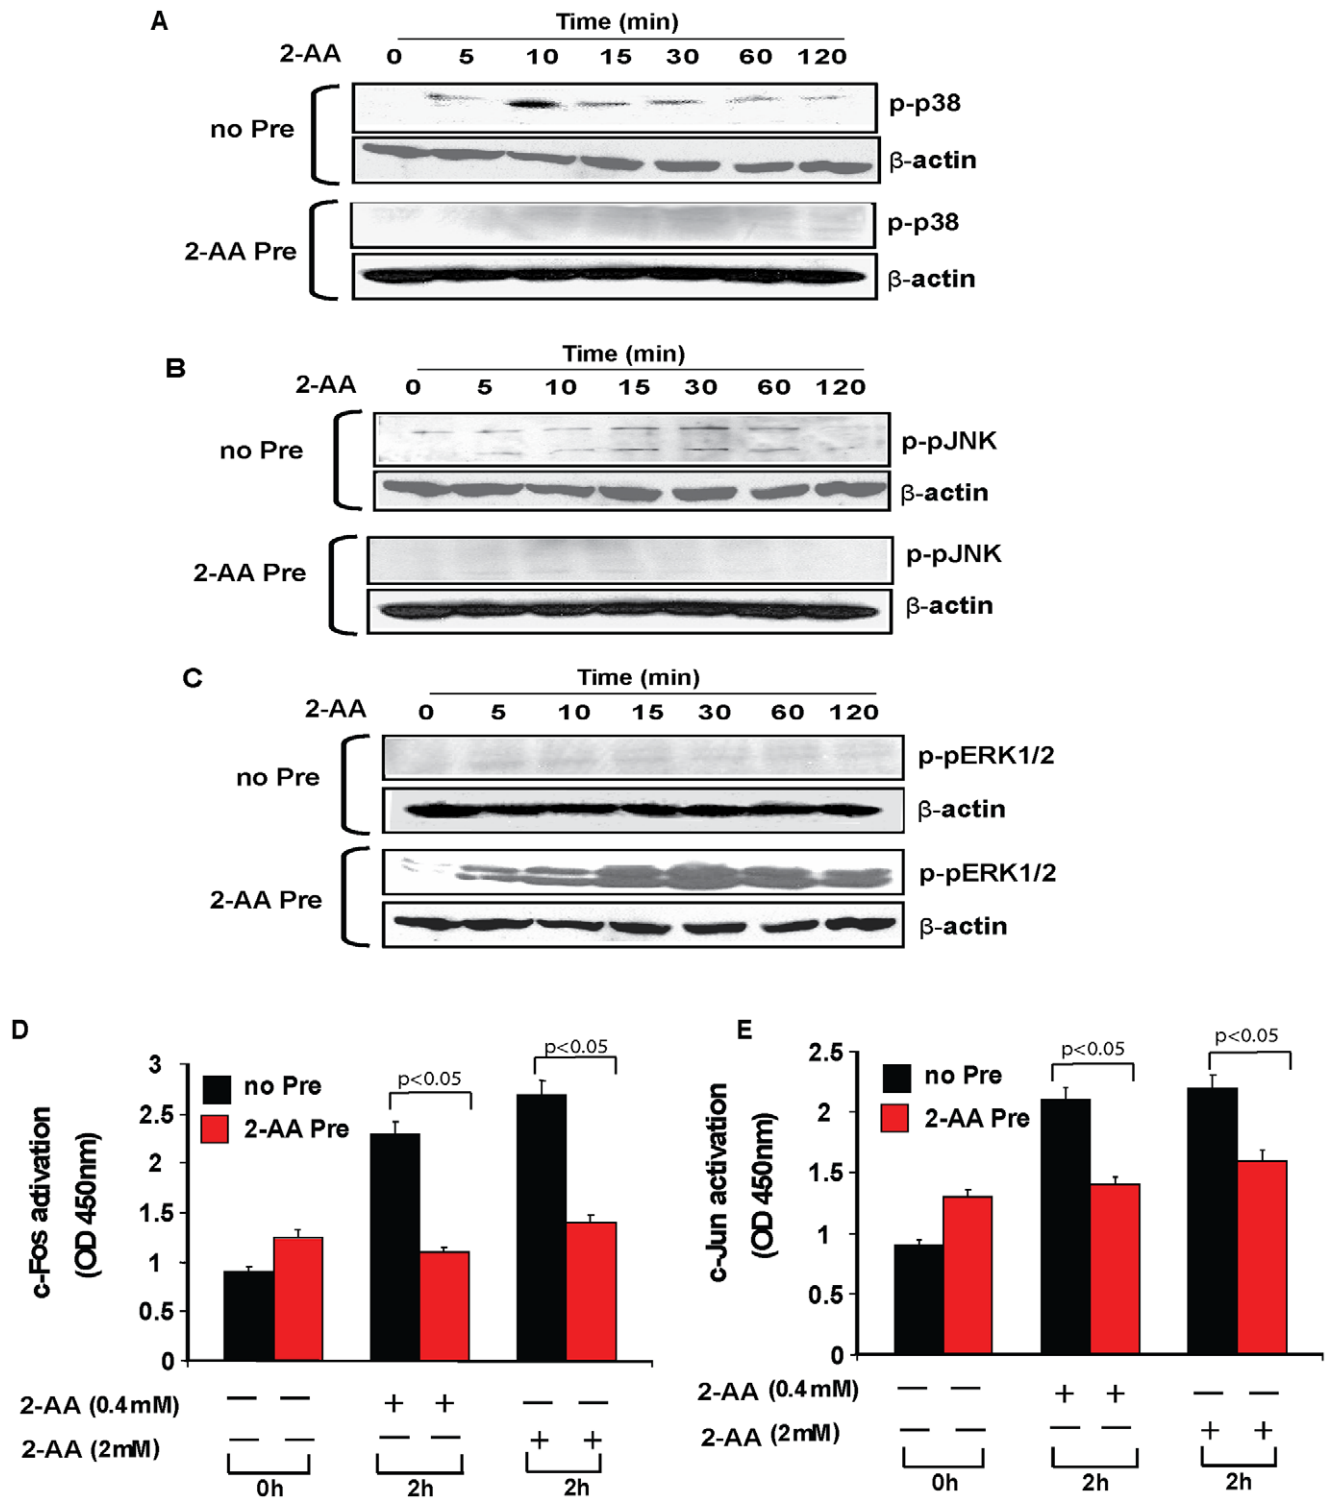 A
Time (min)
2-AA 0 5 10 15 30 60 120
no Pre
p-p38
β-actin
2-AA Pre
p-p38
β-actin
B
Time (min)
2-AA 0 5 10 15 30 60 120
no Pre
p-pJNK
β-actin
2-AA Pre
p-pJNK
β-actin
C
Time (min)
2-AA 0 5 10 15 30 60 120
no Pre
p-pERK1/2
β-actin
2-AA Pre
p-pERK1/2
β-actin
D
c-Fos adivation
(OD 450nm)
3
2.5
2
1.5
1
0.5
0
no Pre
2-AA Pre
p<0.05
p<0.05
2-AA (0.4mM) — — + + — —
2-AA (2mM) — — — — + +
0h 2h 2h
E
c-Jun activation
(OD 450nm)
2.5
2
1.5
1
0.5
0
no Pre
2-AA Pre
p<0.05
p<0.05
2-AA (0.4mM) — — + + — —
2-AA (2mM) — — — — + +
0h 2h 2h